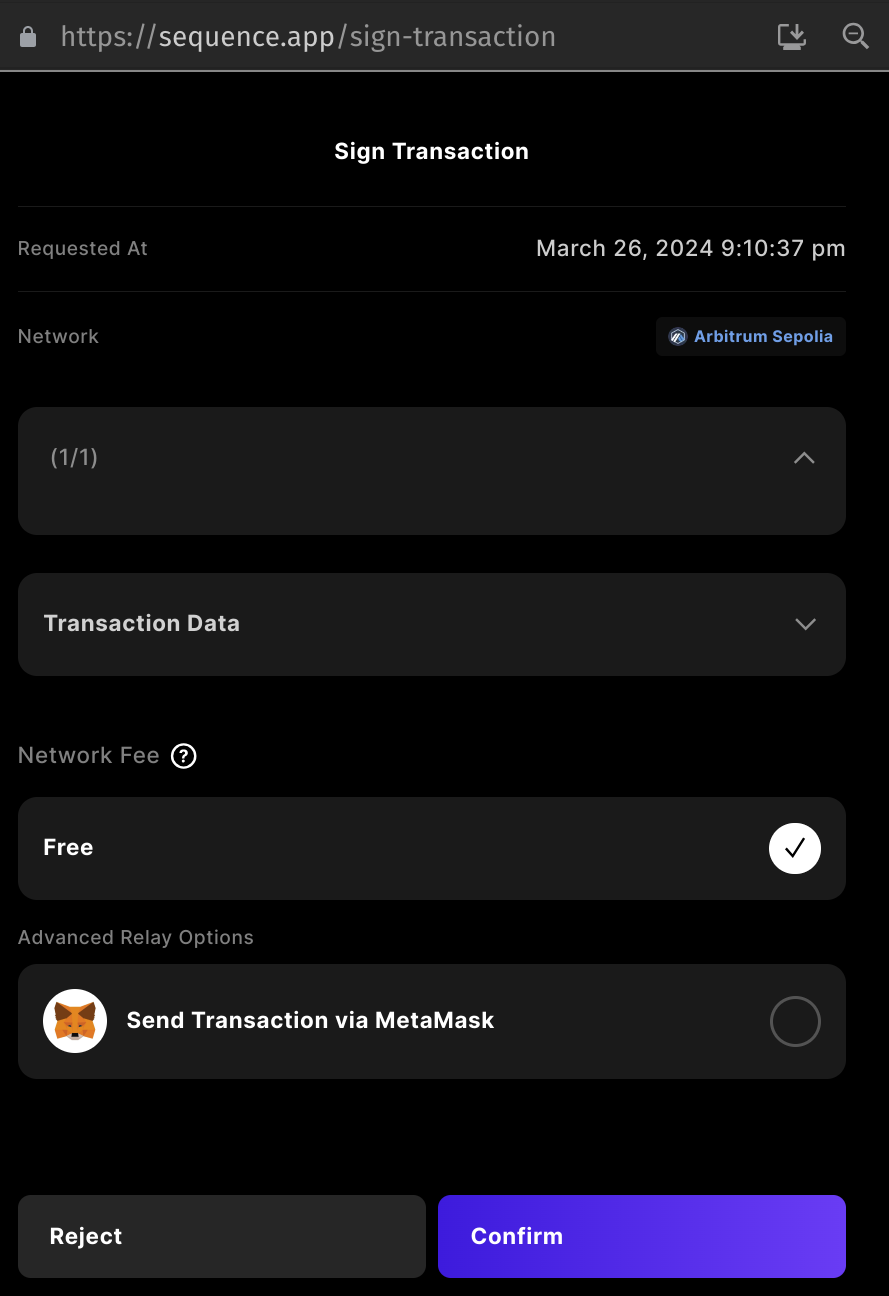 https://sequence.app/sign-transaction
Sign Transaction
Requested At
March 26, 2024 9:10:37 pm
Network
Arbitrum Sepolia
(1/1)
Transaction Data
Network Fee ?
Free
Advanced Relay Options
Send Transaction via MetaMask
Reject
Confirm